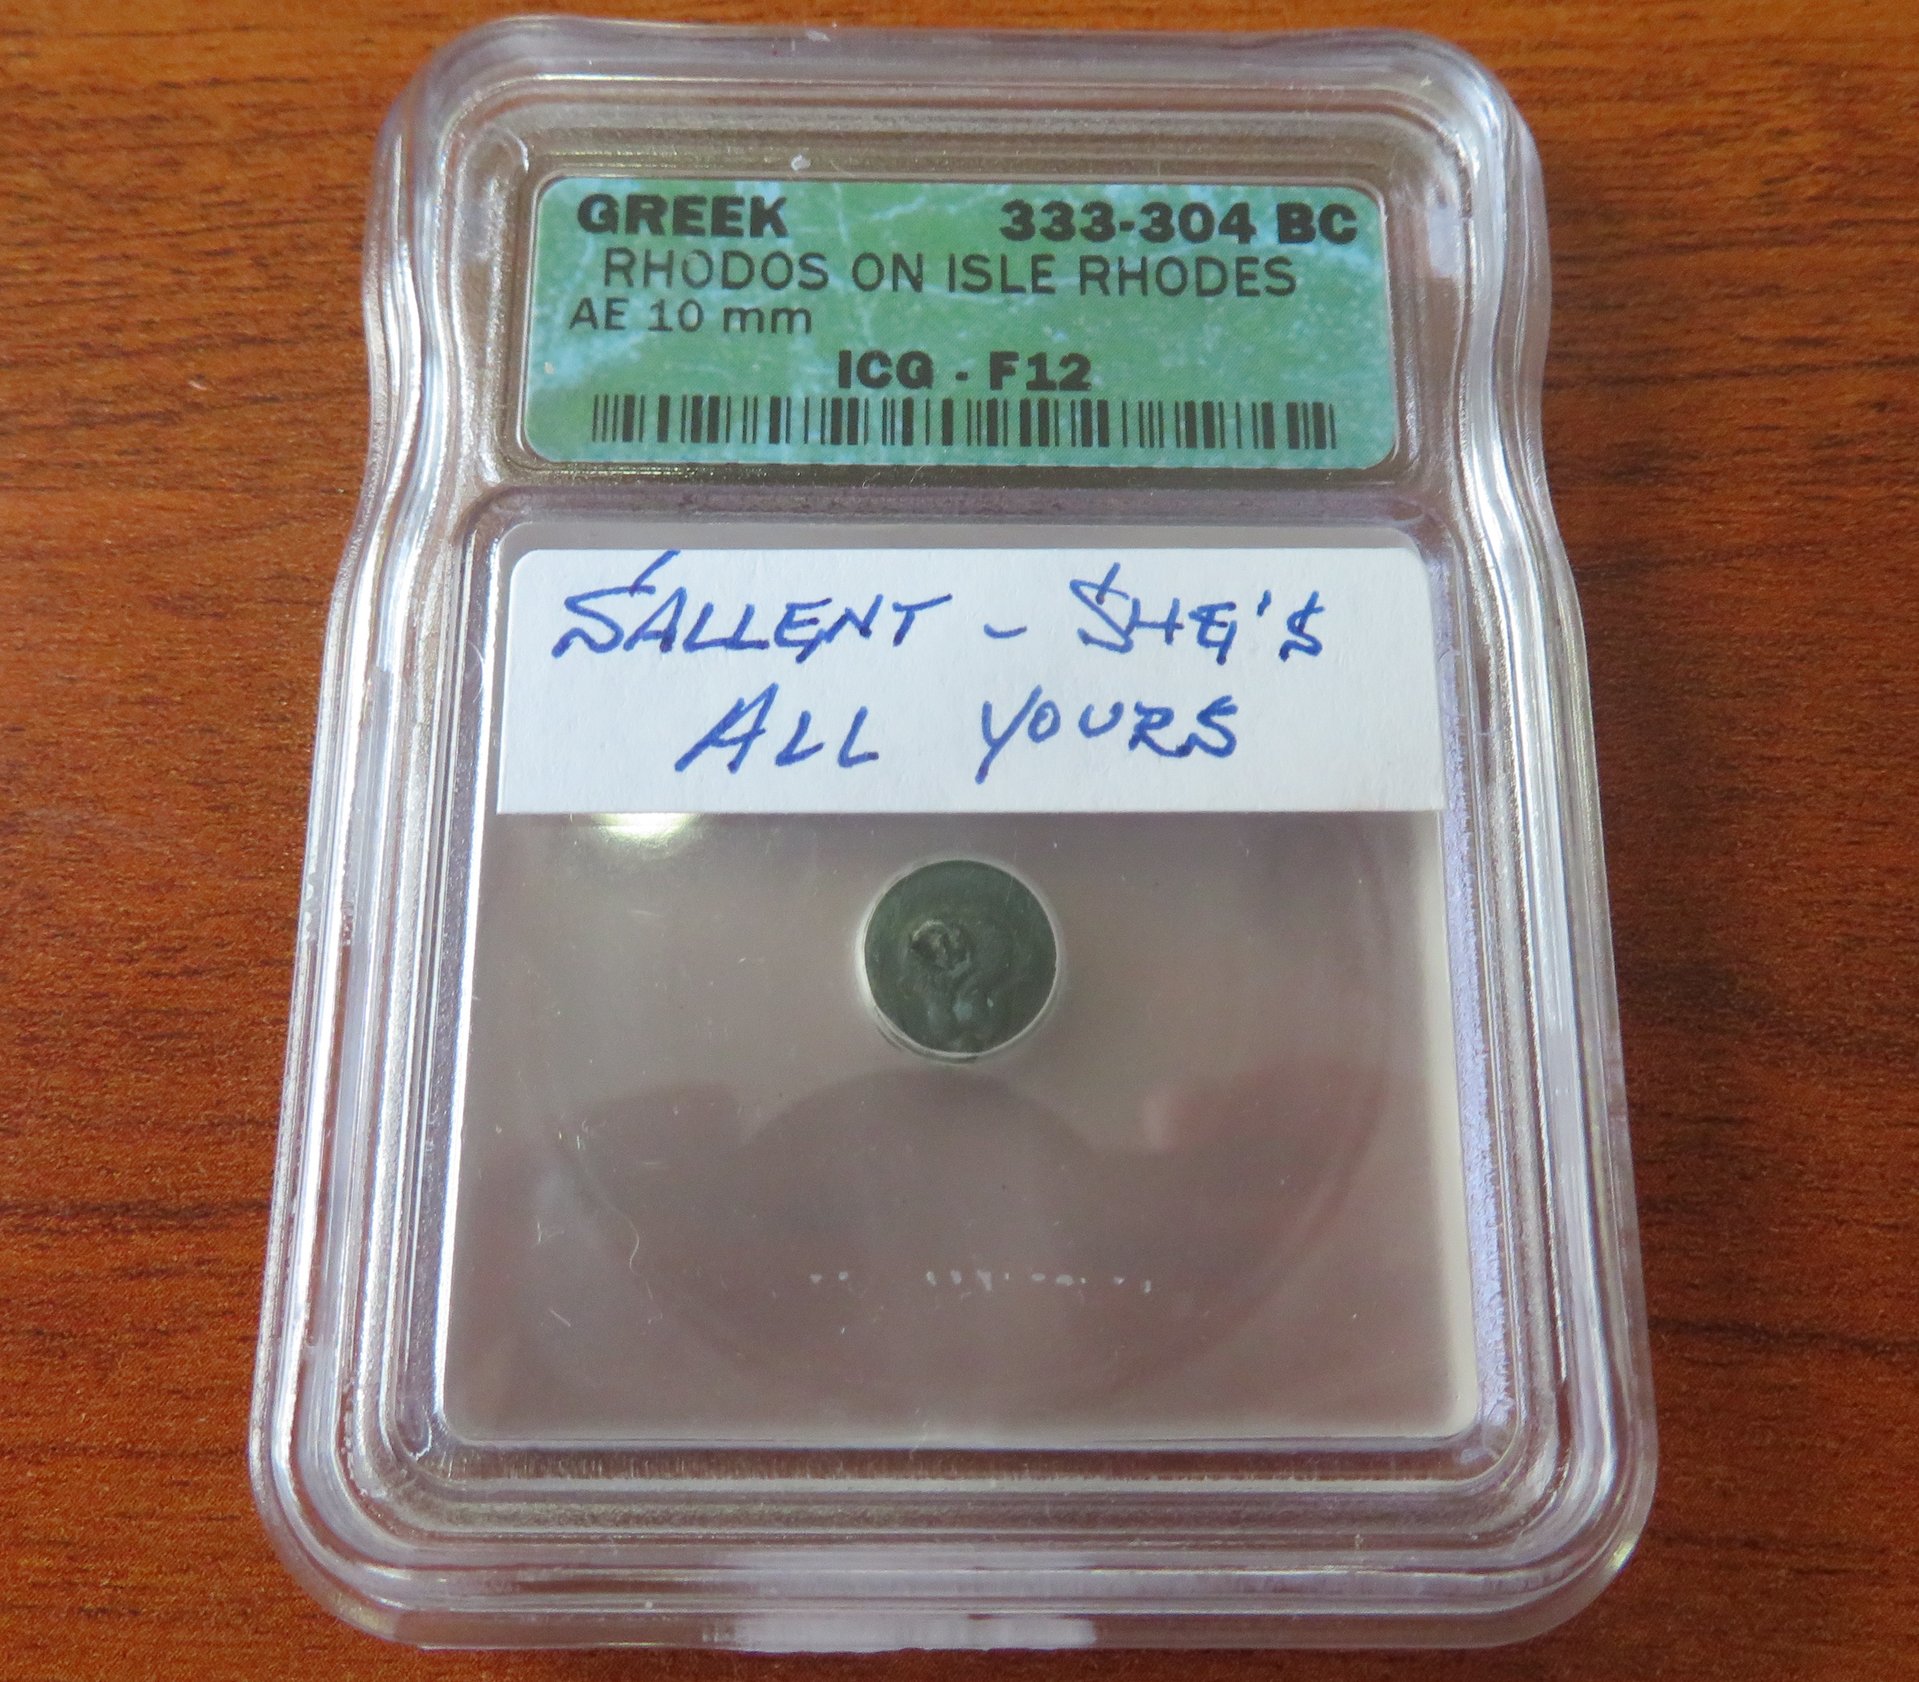 GREEK 333-304 BC
RHODOS ON ISLE RHODES
AE 10 mm
ICG - F12
SALLENT - SHE'S
ALL YOURS